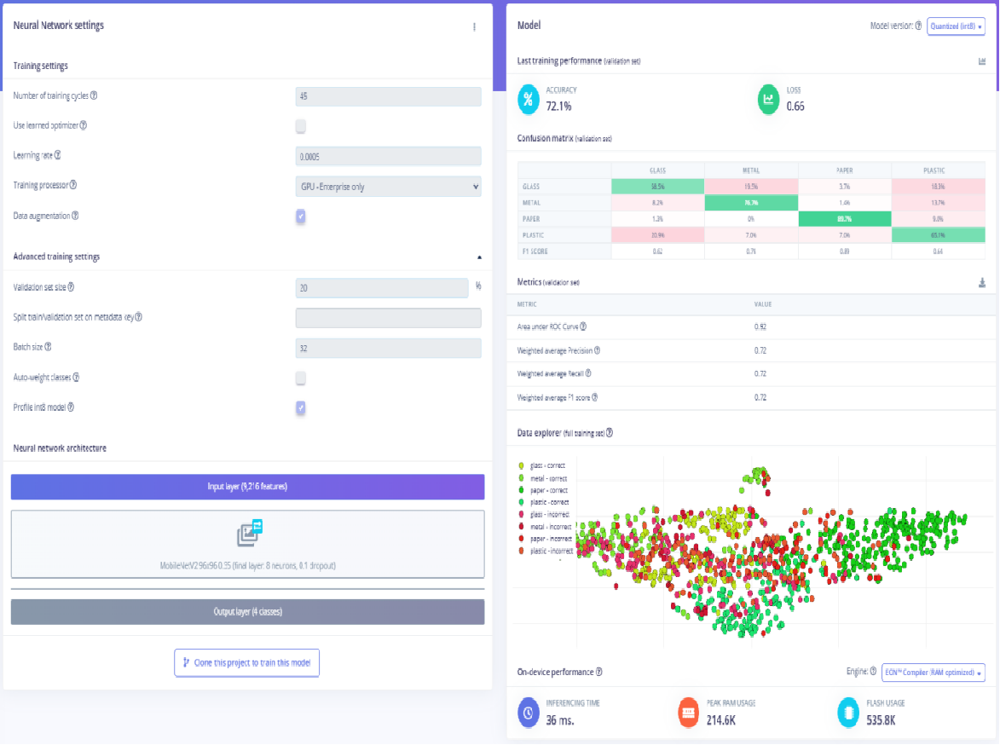 Neural Network settings
Training settings
Number of training cycles
45
Use learned optimizer
Learning rate
0.0005
Training processor
GPU - Enterprise only
Data augmentation
Advanced training settings
Validation set size
20 %
Split train/validation set on metadata key
Batch size
32
Auto-weight classes
Profile int8 model
Neural network architecture
Input layer (9,216 features)
MobileNetV2 96x96 0.35 (final layer: 8 neurons, 0.1 dropout)
Output layer (4 classes)
Clone this project to train this model
Model
Model version: Quantized (int8)
Last training performance (validation set)
% ACCURACY
72.1%
LOSS
0.66
Confusion matrix (validation set)
GLASS METAL PAPER PLASTIC
GLASS 58.5% 19.5% 3.7% 18.3%
METAL 8.2% 76.7% 1.4% 13.7%
PAPER 1.3% 0% 89.7% 9.0%
PLASTIC 20.9% 7.0% 7.0% 65.1%
F1 SCORE 0.62 0.76 0.89 0.64
Metrics (validation set)
METRIC VALUE
Area under ROC Curve 0.92
Weighted average Precision 0.72
Weighted average Recall 0.72
Weighted average F1 score 0.72
Data explorer (full training set)
glass - correct
metal - correct
paper - correct
plastic - correct
glass - incorrect
metal - incorrect
paper - incorrect
plastic - incorrect
On-device performance
Engine: EON™ Compiler (RAM optimized)
INFERENCING TIME
36 ms.
PEAK RAM USAGE
214.6K
FLASH USAGE
535.8K